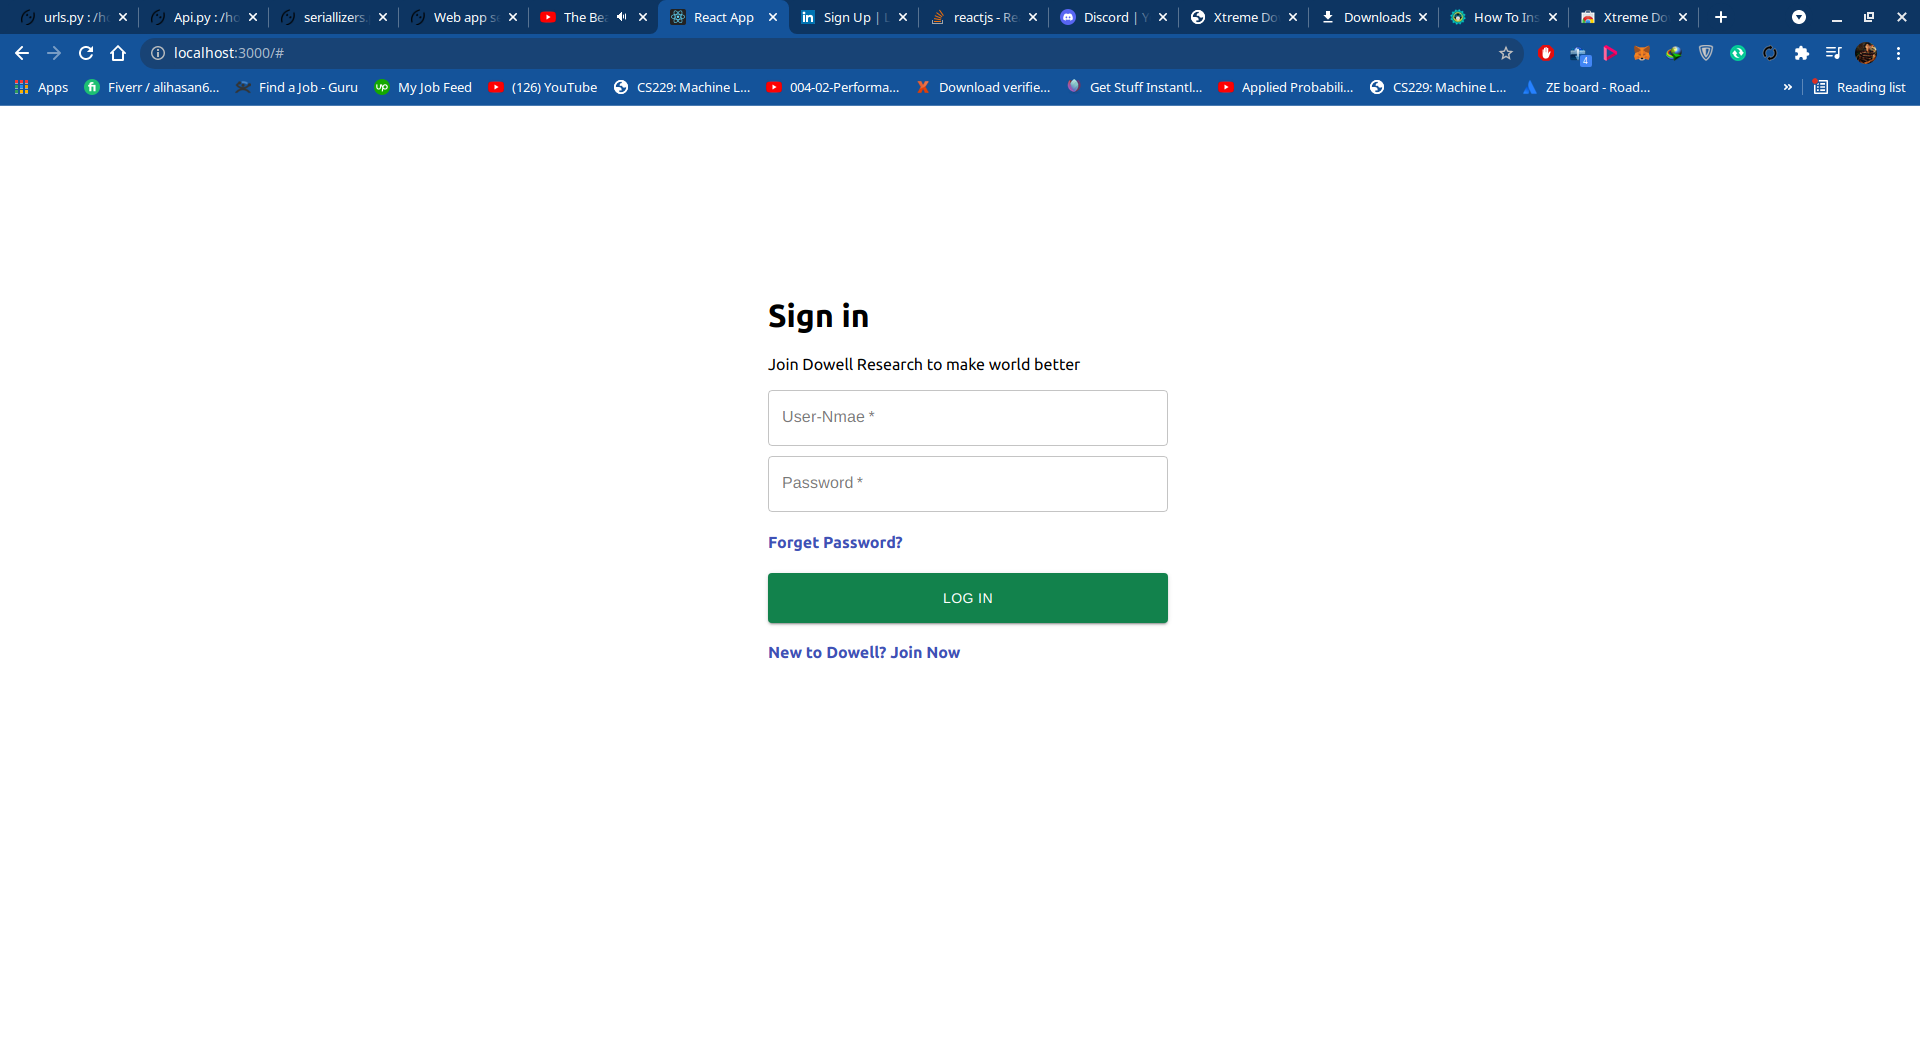 urls.py : /ho Api.py : /ho seriallizers. Web app s The Bea React App Sign Up | L reactjs - Re Discord | Y Xtreme Do Downloads How To Ins Xtreme Do
localhost:3000/#
4
Apps Fiverr / alihasan6... Find a Job - Guru My Job Feed (126) YouTube CS229: Machine L... 004-02-Performa... Download verifie... Get Stuff Instantl... Applied Probabili... CS229: Machine L... ZE board - Road... » Reading list
Sign in
Join Dowell Research to make world better
User-Nmae *
Password *
Forget Password?
LOG IN
New to Dowell? Join Now